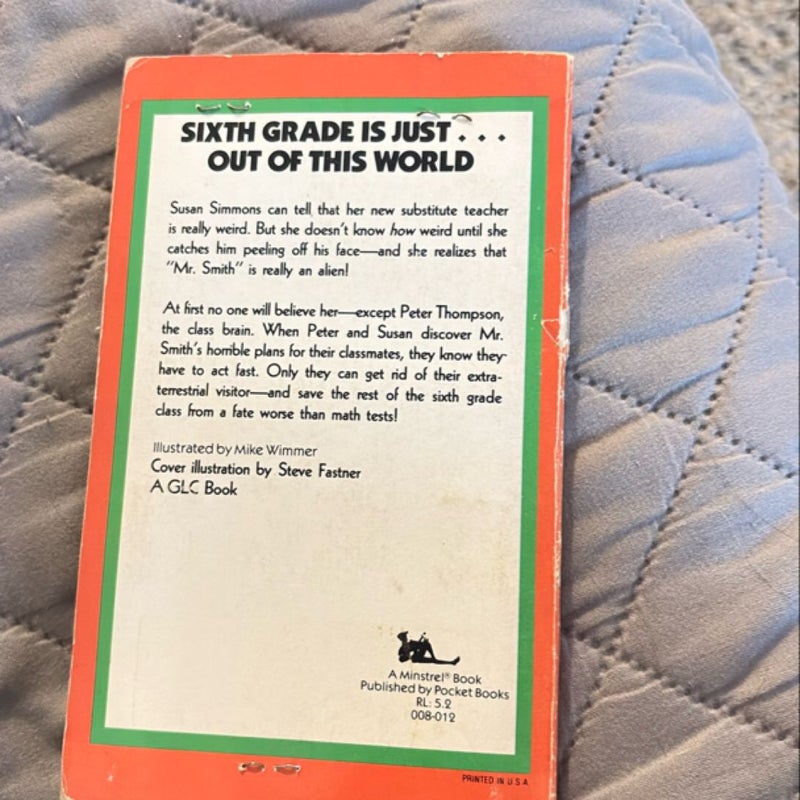 SIXTH GRADE IS JUST . . .
OUT OF THIS WORLD
Susan Simmons can tell that her new substitute teacher
is really weird. But she doesn't know how weird until she
catches him peeling off his face—and she realizes that
"Mr. Smith" is really an alien!
At first no one will believe her—except Peter Thompson,
the class brain. When Peter and Susan discover Mr.
Smith's horrible plans for their classmates, they know they
have to act fast. Only they can get rid of their extra-
terrestrial visitor—and save the rest of the sixth grade
class from a fate worse than math tests!
Illustrated by Mike Wimmer
Cover illustration by Steve Fastner
A GLC Book
A Minstrel® Book
Published by Pocket Books
RL: 5.2
008-012
PRINTED IN U.S.A.